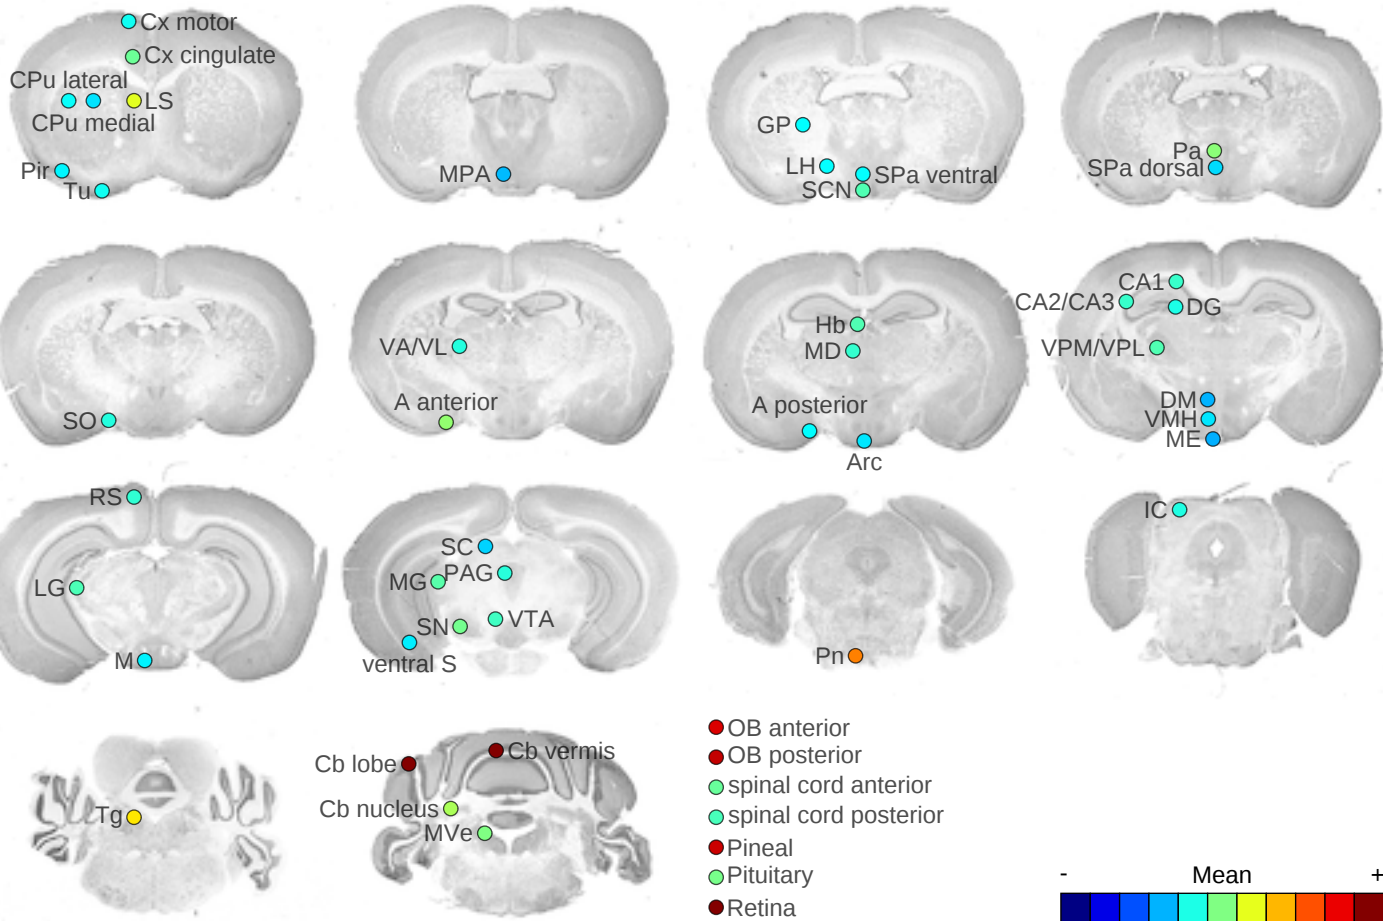 Cx motor
Cx cingulate
CPu lateral
LS
CPu medial
Pir
Tu
MPA
GP
LH
SPa ventral
SCN
Pa
SPa dorsal
SO
VA/VL
A anterior
Hb
MD
A posterior
Arc
CA1
CA2/CA3
DG
VPM/VPL
DM
VMH
ME
RS
LG
M
SC
MG
PAG
SN
VTA
ventral S
Pn
IC
Tg
Cb lobe
Cb vermis
Cb nucleus
MVe
OB anterior
OB posterior
spinal cord anterior
spinal cord posterior
Pineal
Pituitary
Retina
- Mean +